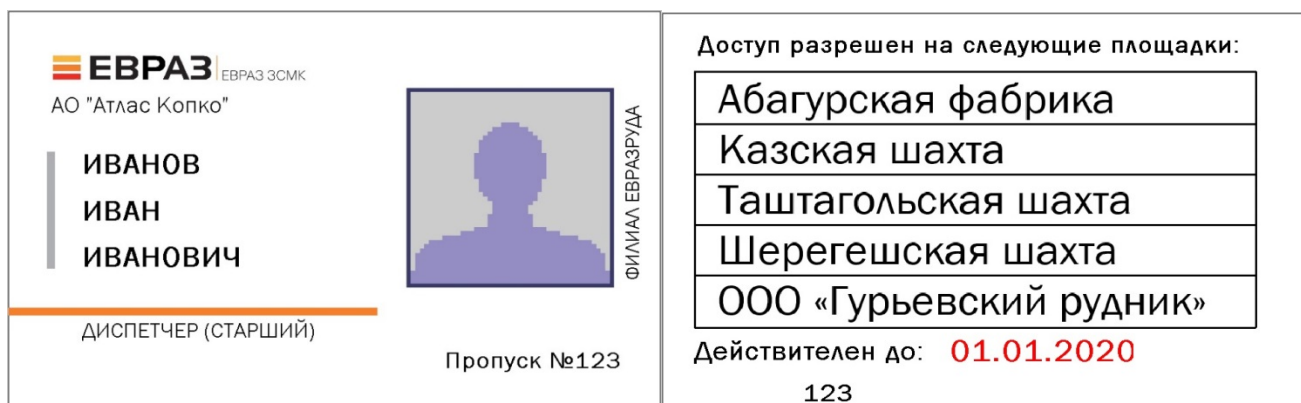 ЕВРАЗ ЕВРАЗ ЗСМК
АО "Атлас Копко"
ИВАНОВ
ИВАН
ИВАНОВИЧ
ФИЛИАЛ ЕВРАЗРУДА
ДИСПЕТЧЕР (СТАРШИЙ)
Пропуск №123
Доступ разрешен на следующие площадки:
Абагурская фабрика
Казская шахта
Таштагольская шахта
Шерегешская шахта
ООО «Гурьевский рудник»
Действителен до: 01.01.2020
123